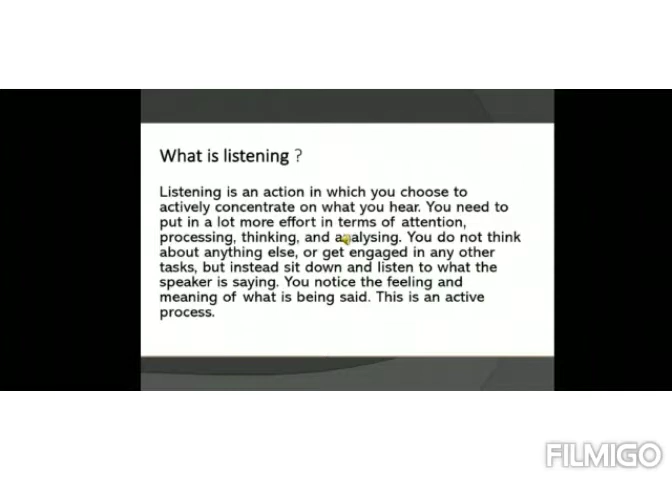 What is listening ?
Listening is an action in which you choose to
actively concentrate on what you hear. You need to
put in a lot more effort in terms of attention,
processing, thinking, and analysing. You do not think
about anything else, or get engaged in any other
tasks, but instead sit down and listen to what the
speaker is saying. You notice the feeling and
meaning of what is being said. This is an active
process.
FILMIGO